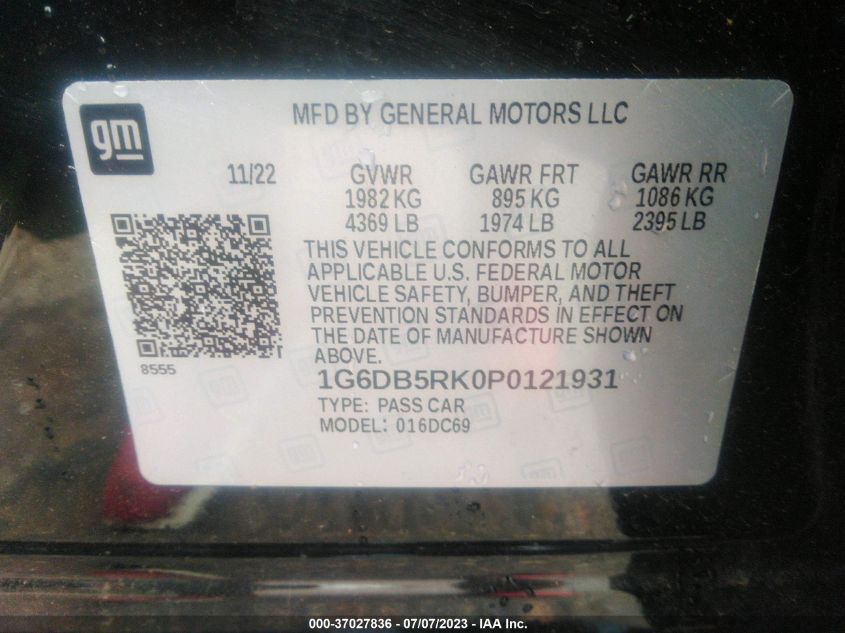 MFD BY GENERAL MOTORS LLC
gm
11/22 GVWR GAWR FRT GAWR RR
1982 KG 895 KG 1086 KG
4369 LB 1974 LB 2395 LB
THIS VEHICLE CONFORMS TO ALL
APPLICABLE U.S. FEDERAL MOTOR
VEHICLE SAFETY, BUMPER, AND THEFT
PREVENTION STANDARDS IN EFFECT ON
THE DATE OF MANUFACTURE SHOWN
ABOVE.
8555
1G6DB5RK0P0121931
TYPE: PASS CAR
MODEL: 016DC69
000-37027836 - 07/07/2023 - IAA Inc.